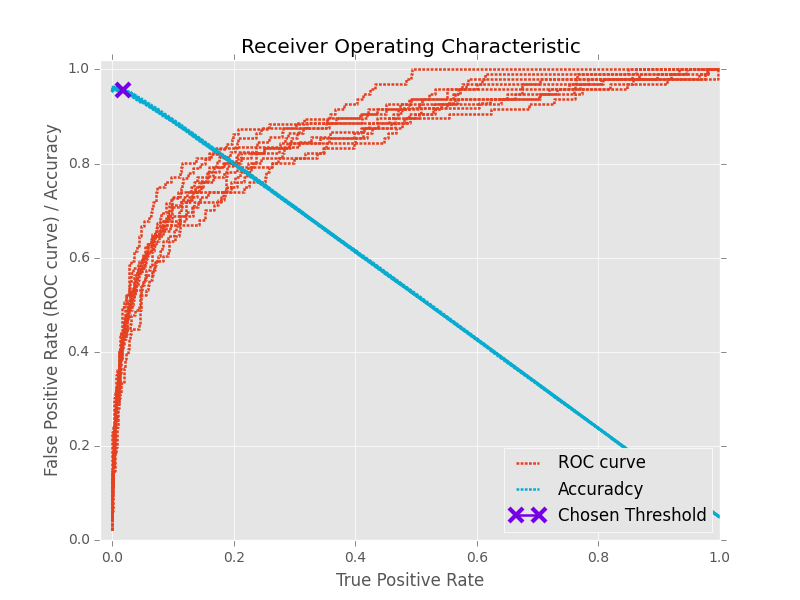 Receiver Operating Characteristic
False Positive Rate (ROC curve) / Accuracy
1.0
0.8
0.6
0.4
0.2
0.0
0.0 0.2 0.4 0.6 0.8 1.0
True Positive Rate
ROC curve
Accuradcy
Chosen Threshold